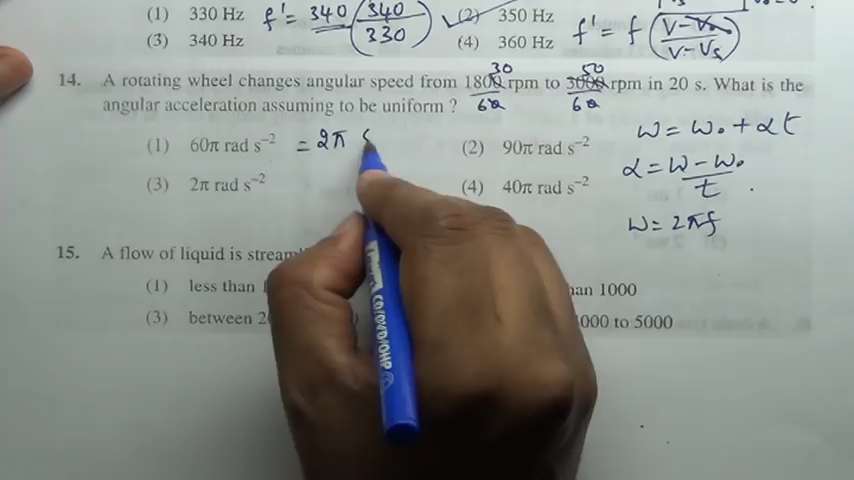 (1) 330 Hz f' = 340 (340/330) (2) 350 Hz
(3) 340 Hz (4) 360 Hz f' = f (V-V₀/V-Vs)
30 50
14. A rotating wheel changes angular speed from 1800 rpm to 3000 rpm in 20 s. What is the
60 60
angular acceleration assuming to be uniform ?
ω = ω₀ + αt
(1) 60π rad s⁻² = 2π (2) 90π rad s⁻²
α = ω - ω₀ / t
(3) 2π rad s⁻² (4) 40π rad s⁻²
ω = 2πf
15. A flow of liquid is
(1) less than han 1000
(3) between 000 to 5000
CD/DVD/OHP